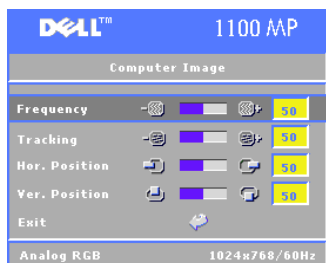 DELL™ 1100 MP
Computer Image
Frequency 50
Tracking 50
Hor. Position 50
Ver. Position 50
Exit
Analog RGB 1024x768/60Hz